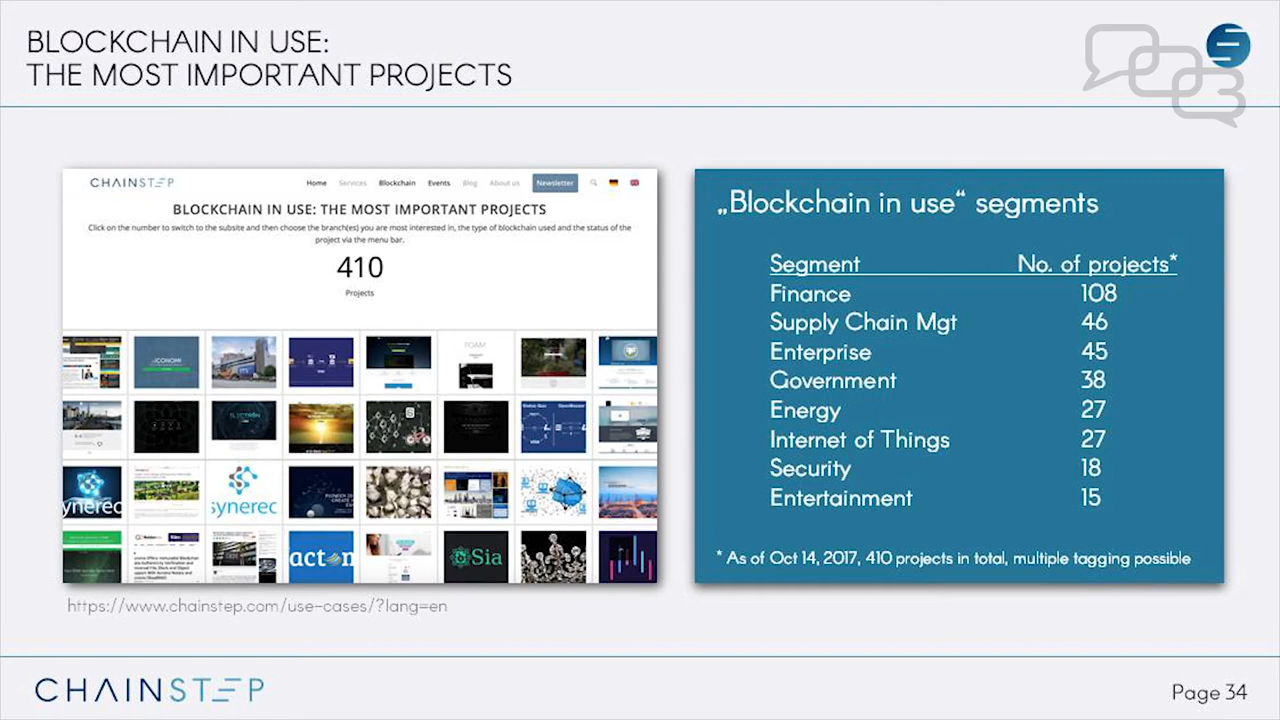 BLOCKCHAIN IN USE:
THE MOST IMPORTANT PROJECTS
CHAINSTEP
Home Services Blockchain Events Blog About us Newsletter
BLOCKCHAIN IN USE: THE MOST IMPORTANT PROJECTS
Click on the number to switch to the subsite and then choose the branch(es) you are most interested in, the type of blockchain used and the status of the
project via the menu bar.
410
Projects
FOAM
synerec
synerec
Sia
https://www.chainstep.com/use-cases/?lang=en
„Blockchain in use“ segments
Segment No. of projects*
Finance 108
Supply Chain Mgt 46
Enterprise 45
Government 38
Energy 27
Internet of Things 27
Security 18
Entertainment 15
* As of Oct 14, 2017, 410 projects in total, multiple tagging possible
CHAINSTEP
Page 34